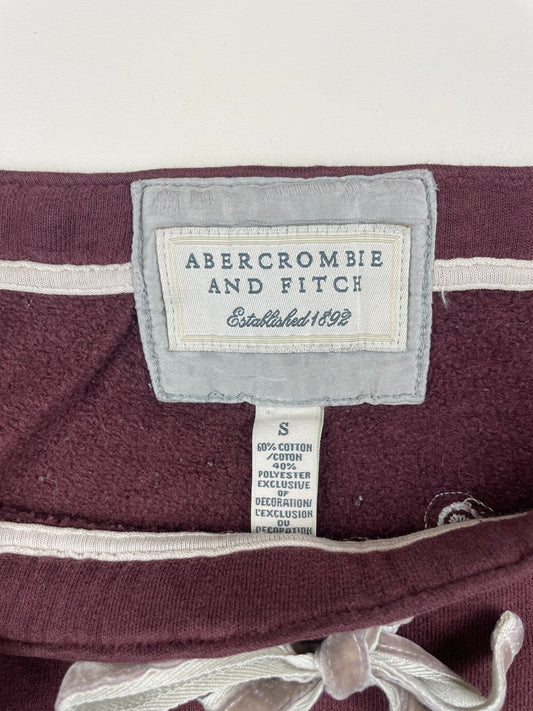 ABERCROMBIE
AND FITCH
Established 1892
S
60% COTTON
/COTON
40%
POLYESTER
EXCLUSIVE
OF
DECORATION/
L'EXCLUSION
DU
DECORATION